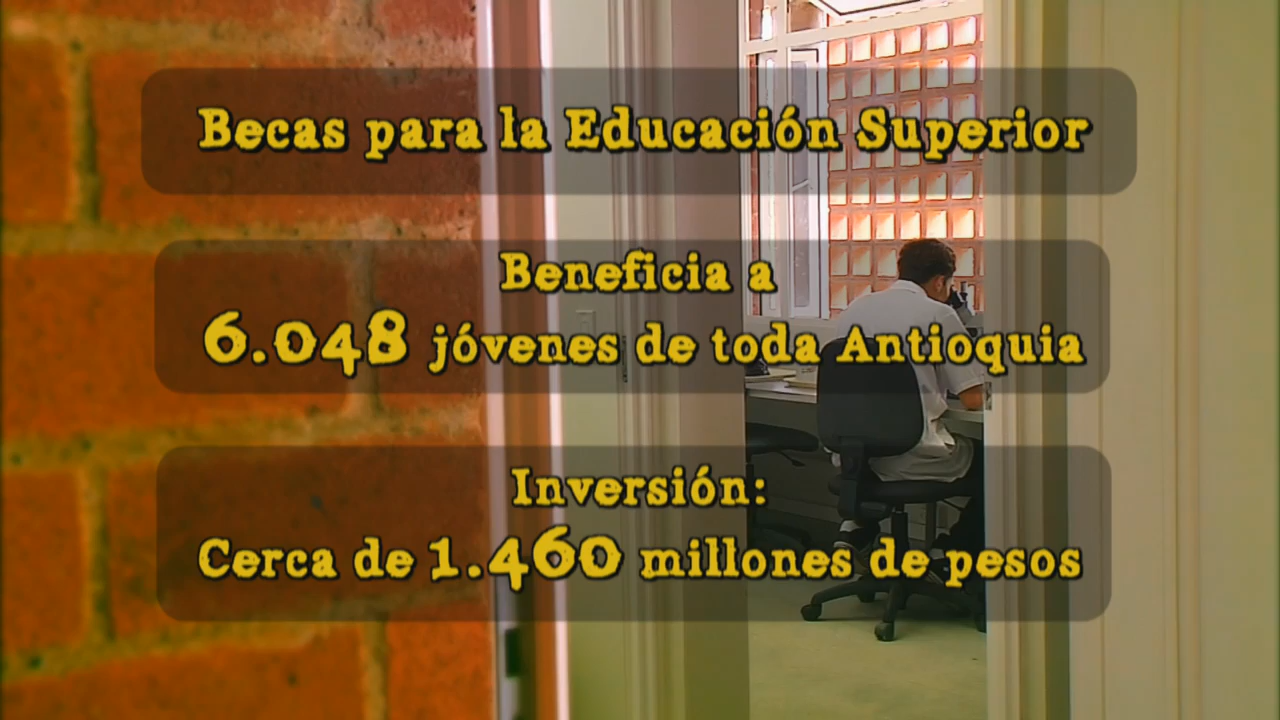 Becas para la Educación Superior
Beneficia a
6.048 jóvenes de toda Antioquia
Inversión:
Cerca de 1.460 millones de pesos